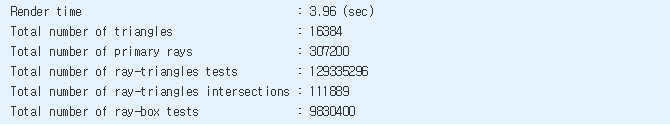 Render time : 3.96 (sec)
Total number of triangles : 16384
Total number of primary rays : 307200
Total number of ray-triangles tests : 129335296
Total number of ray-triangles intersections : 111889
Total number of ray-box tests : 9830400